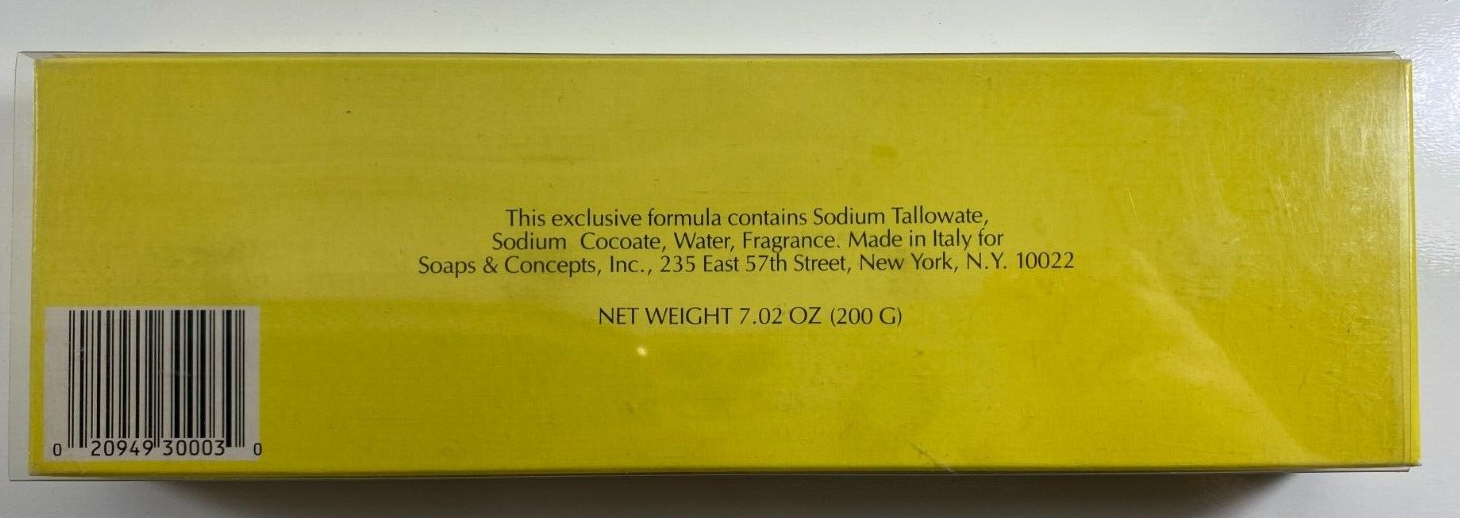 This exclusive formula contains Sodium Tallowate,
Sodium Cocoate, Water, Fragrance. Made in Italy for
Soaps & Concepts, Inc., 235 East 57th Street, New York, N.Y. 10022
NET WEIGHT 7.02 OZ (200 G)
0 20949 30003 0